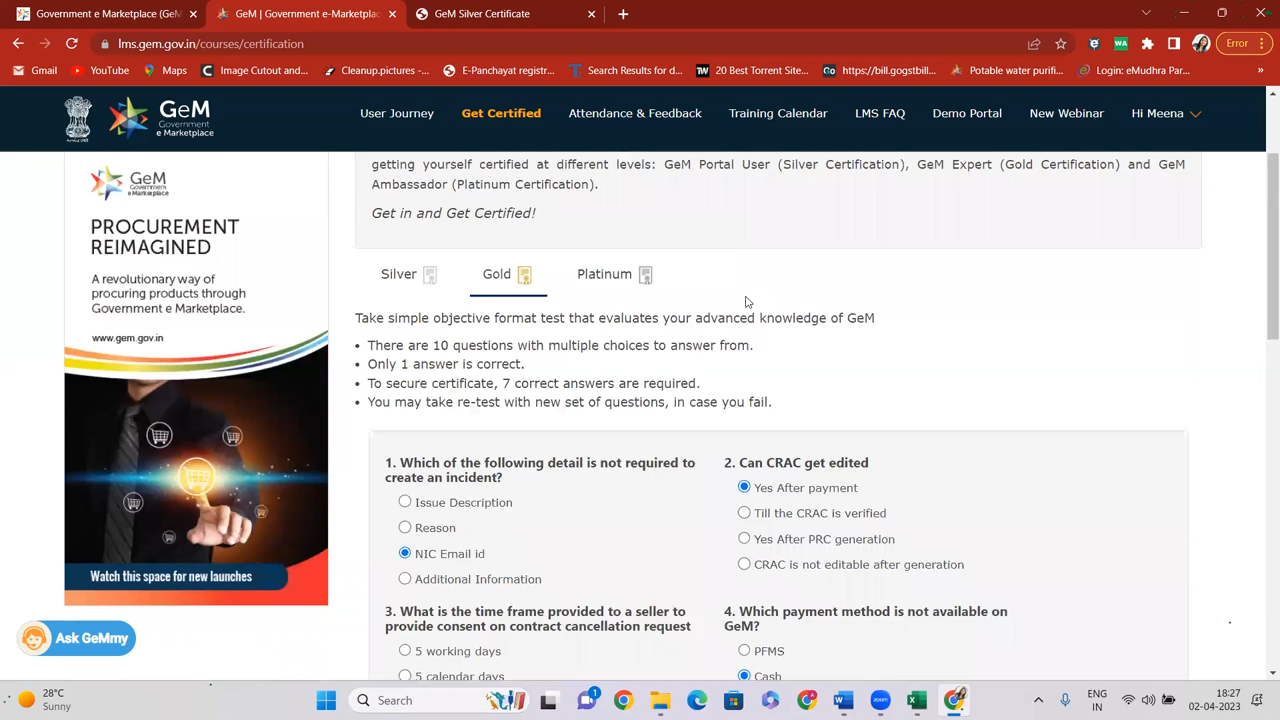 Government e Marketplace (GeM
GeM | Government e-Marketplac
GeM Silver Certificate
lms.gem.gov.in/courses/certification
Error
Gmail
YouTube
Maps
Image Cutout and...
Cleanup.pictures -...
E-Panchayat registr...
Search Results for d...
20 Best Torrent Site...
https://bill.gogstbill...
Potable water purifi...
Login: eMudhra Par...
»
GeM
Government
e Marketplace
User Journey
Get Certified
Attendance & Feedback
Training Calendar
LMS FAQ
Demo Portal
New Webinar
Hi Meena
getting yourself certified at different levels: GeM Portal User (Silver Certification), GeM Expert (Gold Certification) and GeM
Ambassador (Platinum Certification).
Get in and Get Certified!
GeM
Government
e Marketplace
PROCUREMENT
REIMAGINED
A revolutionary way of
procuring products through
Government e Marketplace.
www.gem.gov.in
Watch this space for new launches
Ask GeMmy
Silver
Gold
Platinum
Take simple objective format test that evaluates your advanced knowledge of GeM
• There are 10 questions with multiple choices to answer from.
• Only 1 answer is correct.
• To secure certificate, 7 correct answers are required.
• You may take re-test with new set of questions, in case you fail.
1. Which of the following detail is not required to
create an incident?
Issue Description
Reason
NIC Email id
Additional Information
2. Can CRAC get edited
Yes After payment
Till the CRAC is verified
Yes After PRC generation
CRAC is not editable after generation
3. What is the time frame provided to a seller to
provide consent on contract cancellation request
5 working days
5 calendar days
4. Which payment method is not available on
GeM?
PFMS
Cash
28°C
Sunny
Search
1
ENG
IN
18:27
02-04-2023